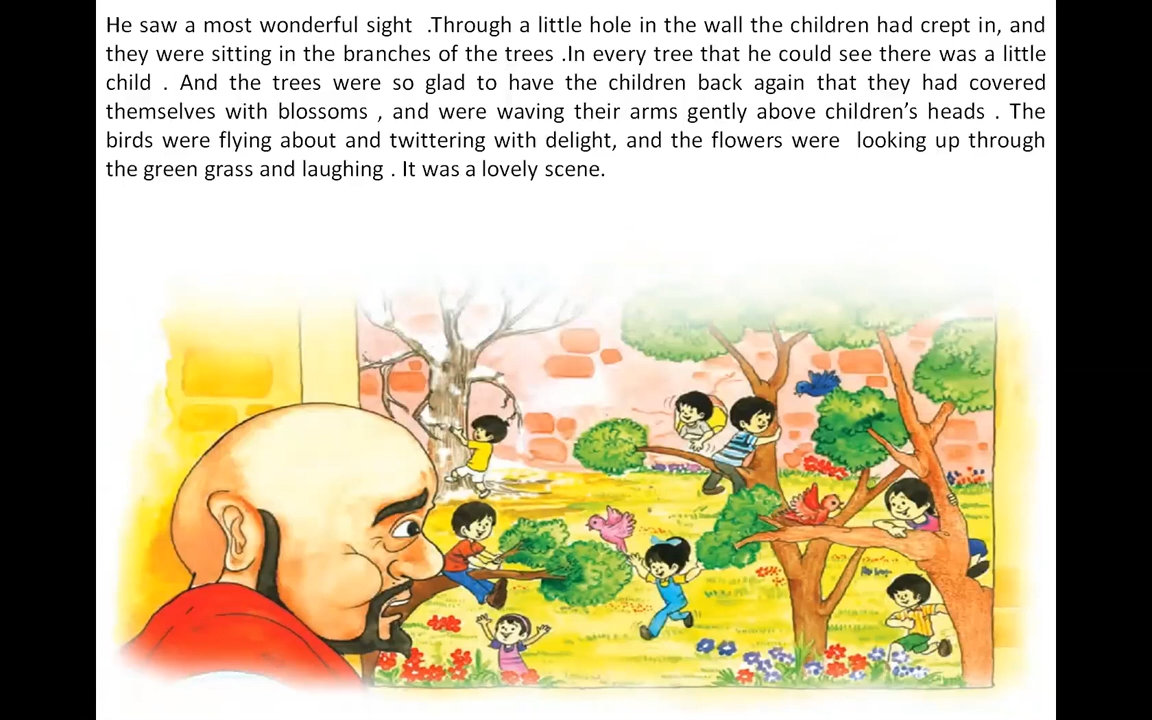 He saw a most wonderful sight  .Through a little hole in the wall the children had crept in, and
they were sitting in the branches of the trees .In every tree that he could see there was a little
child . And the trees were so glad to have the children back again that they had covered
themselves with blossoms , and were waving their arms gently above children’s heads . The
birds were flying about and twittering with delight, and the flowers were  looking up through
the green grass and laughing . It was a lovely scene.